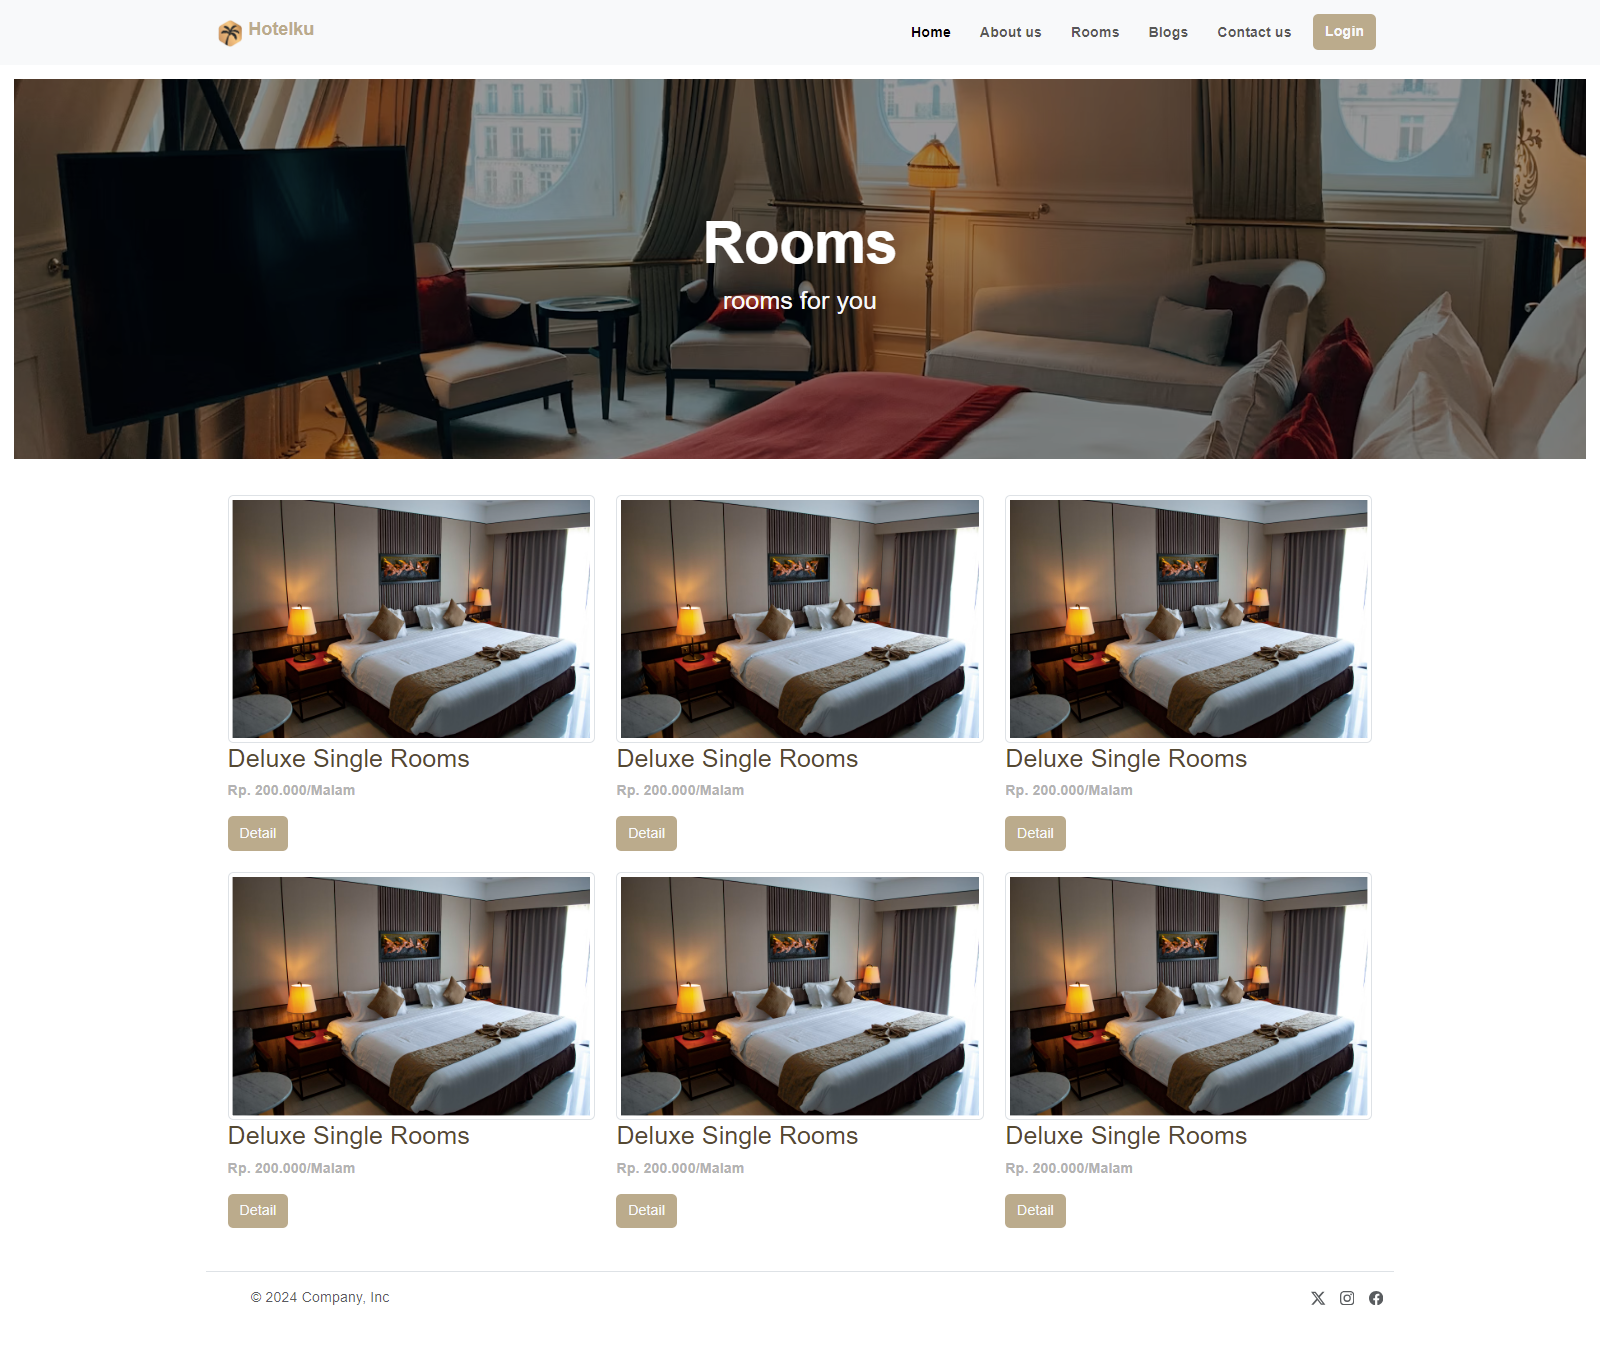 Hotelku
Home About us Rooms Blogs Contact us Login
Rooms
rooms for you
Deluxe Single Rooms Deluxe Single Rooms Deluxe Single Rooms
Rp. 200.000/Malam Rp. 200.000/Malam Rp. 200.000/Malam
Detail Detail Detail
Deluxe Single Rooms Deluxe Single Rooms Deluxe Single Rooms
Rp. 200.000/Malam Rp. 200.000/Malam Rp. 200.000/Malam
Detail Detail Detail
© 2024 Company, Inc